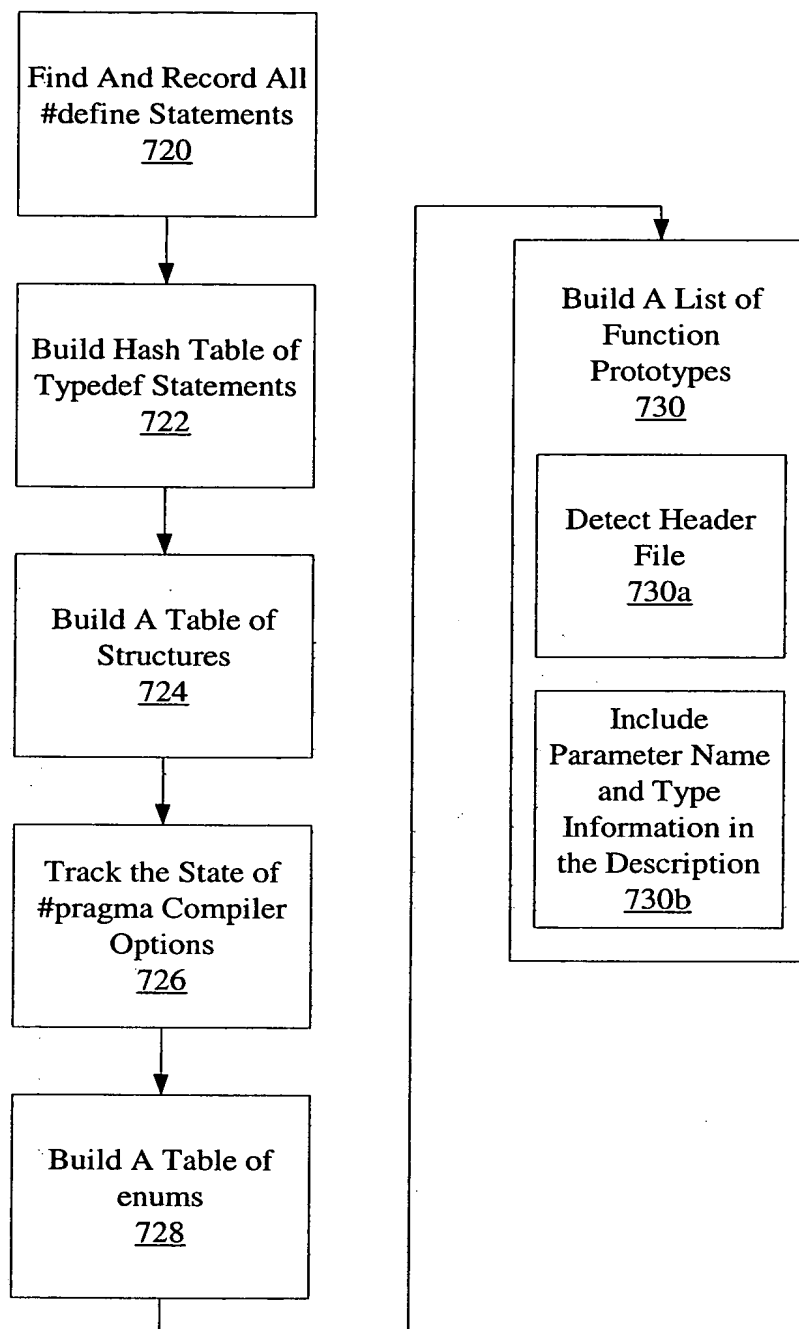 Find And Record All
#define Statements
720
Build Hash Table of
Typedef Statements
722
Build A Table of
Structures
724
Track the State of
#pragma Compiler
Options
726
Build A Table of
enums
728
Build A List of
Function
Prototypes
730
Detect Header
File
730a
Include
Parameter Name
and Type
Information in
the Description
730b